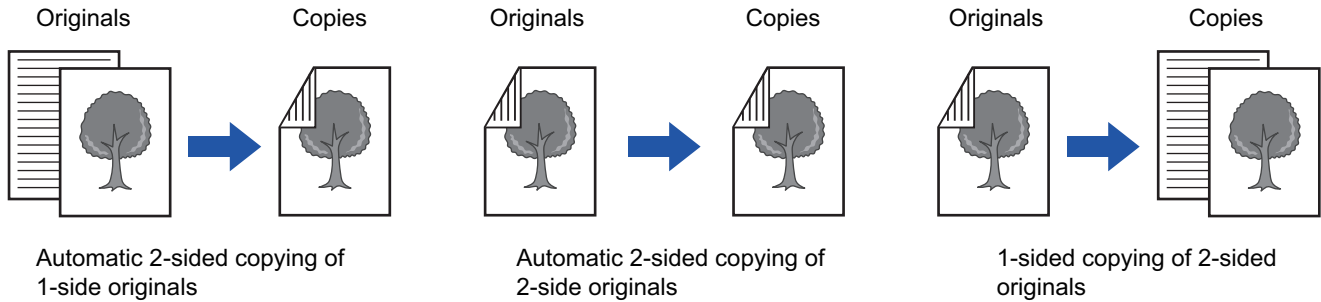 Originals
Copies
Originals
Copies
Originals
Copies
Automatic 2-sided copying of
1-side originals
Automatic 2-sided copying of
2-side originals
1-sided copying of 2-sided
originals